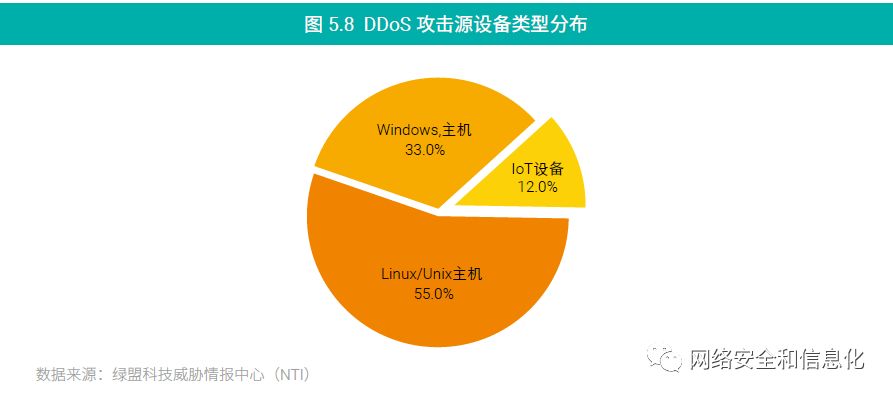 图 5.8 DDoS 攻击源设备类型分布
Windows,主机
33.0%
IoT设备
12.0%
Linux/Unix主机
55.0%
网络安全和信息化
数据来源：绿盟科技威胁情报中心（NTI）